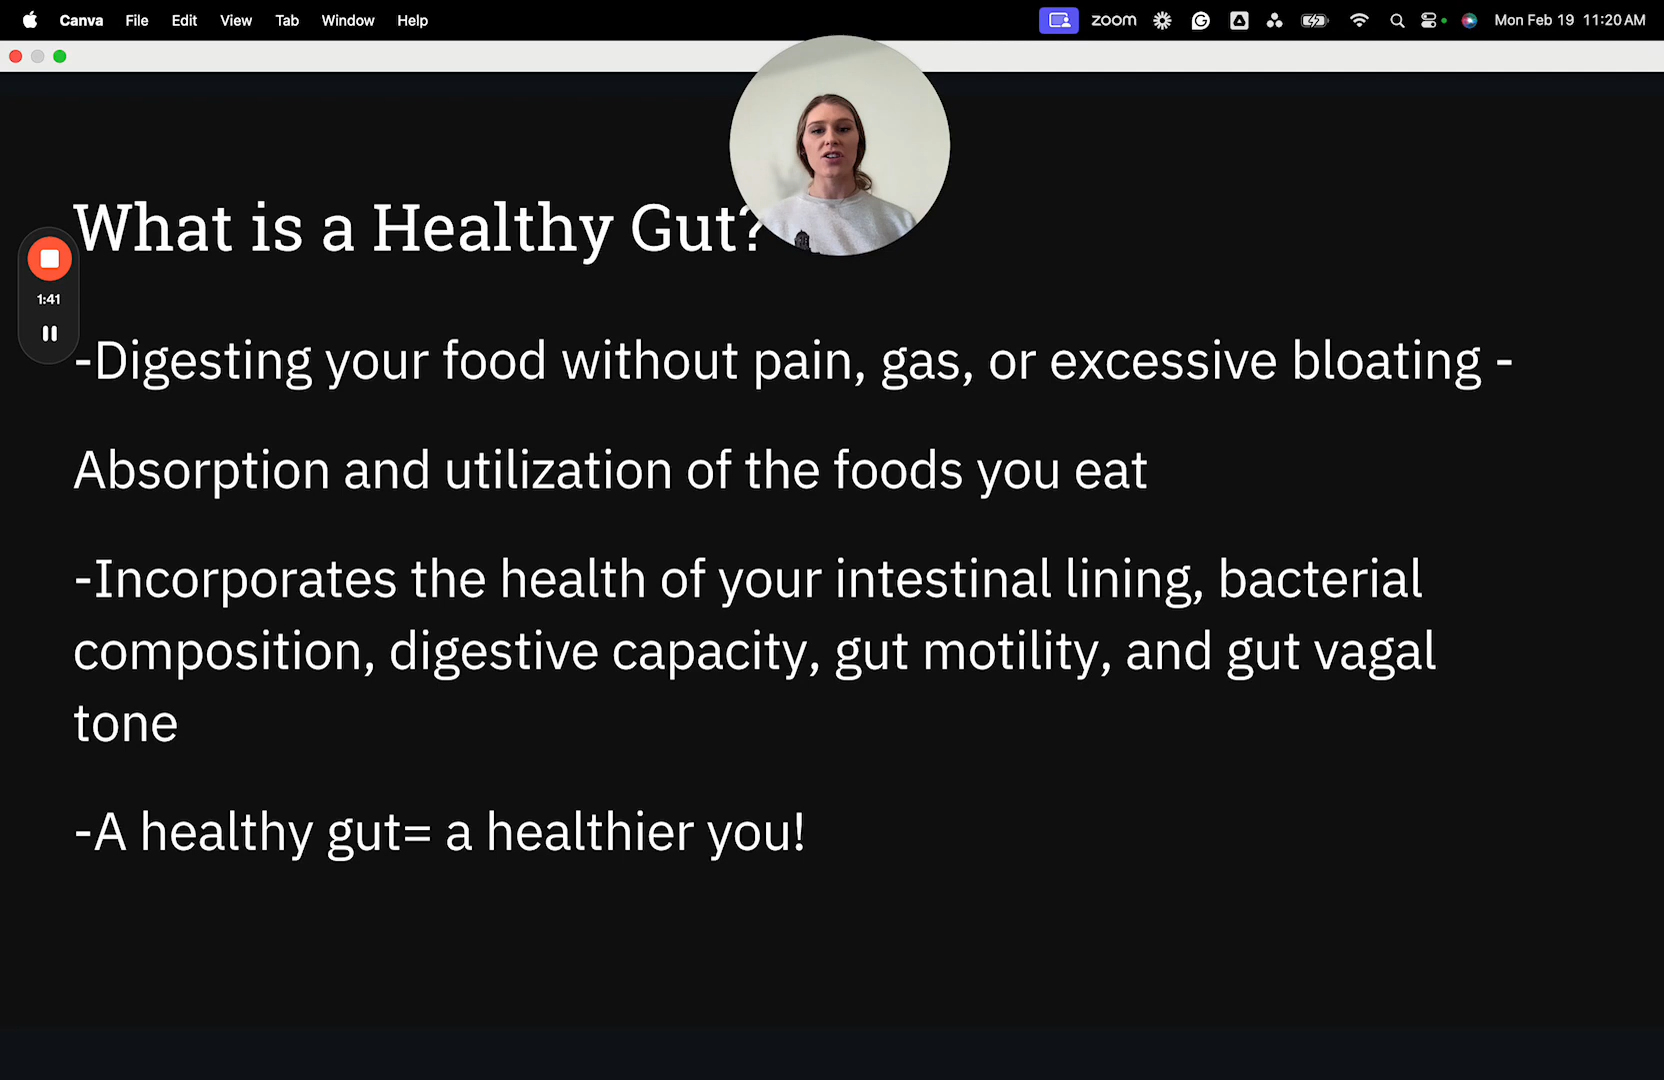 Canva File Edit View Tab Window Help zoom Mon Feb 19 11:20 AM
What is a Healthy Gut?
1:41
-Digesting your food without pain, gas, or excessive bloating -
Absorption and utilization of the foods you eat
-Incorporates the health of your intestinal lining, bacterial
composition, digestive capacity, gut motility, and gut vagal
tone
-A healthy gut= a healthier you!